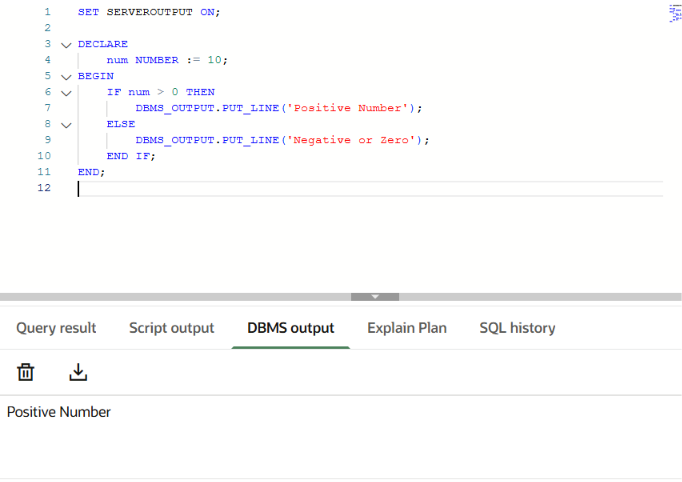 1 SET SERVEROUTPUT ON;
2
3 DECLARE
4 num NUMBER := 10;
5 BEGIN
6 IF num > 0 THEN
7 DBMS_OUTPUT.PUT_LINE('Positive Number');
8 ELSE
9 DBMS_OUTPUT.PUT_LINE('Negative or Zero');
10 END IF;
11 END;
12
Query result Script output DBMS output Explain Plan SQL history
Positive Number